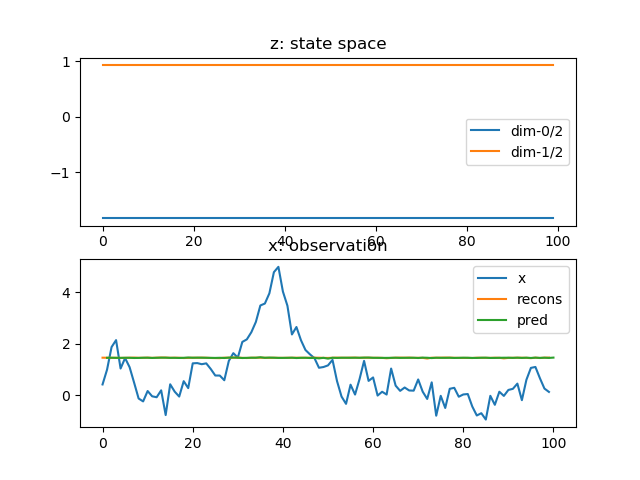 z: state space
1
0
−1
dim-0/2
dim-1/2
0 20 40 60 80 100
x: observation
4
2
0
x
recons
pred
0 20 40 60 80 100